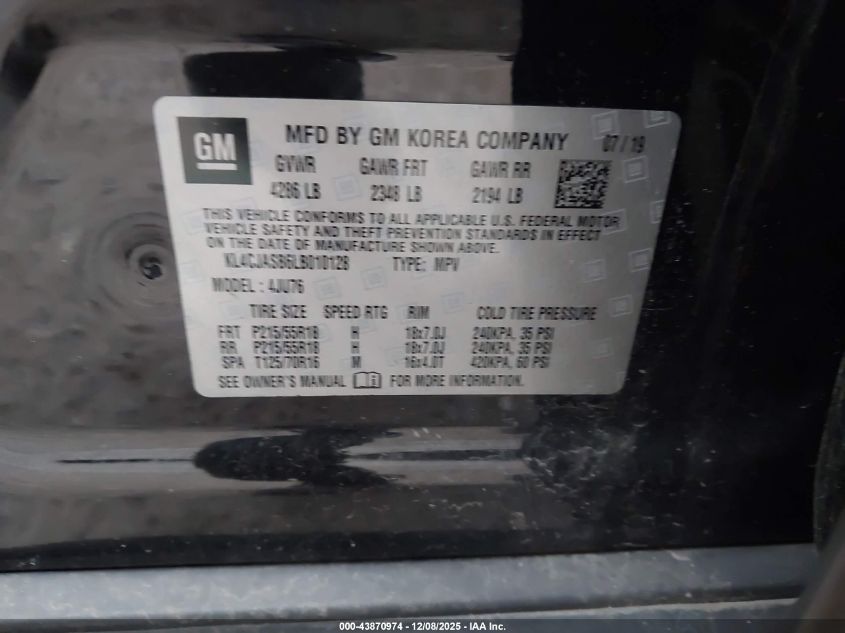 GM MFD BY GM KOREA COMPANY 07/19
GVWR GAWR FRT GAWR RR
4286 LB 2348 LB 2194 LB
THIS VEHICLE CONFORMS TO ALL APPLICABLE U.S. FEDERAL MOTOR
VEHICLE SAFETY AND THEFT PREVENTION STANDARDS IN EFFECT
ON THE DATE OF MANUFACTURE SHOWN ABOVE.
KL4CJASB6LB010128 TYPE: MPV
MODEL : 4JU76
TIRE SIZE SPEED RTG RIM COLD TIRE PRESSURE
FRT P215/55R18 H 18x7.0J 240KPA, 35 PSI
RR P215/55R18 H 18x7.0J 240KPA, 35 PSI
SPA T125/70R16 M 16x4.0T 420KPA, 60 PSI
SEE OWNER'S MANUAL FOR MORE INFORMATION.
000-43870974 | 12/08/2025 - IAA Inc.